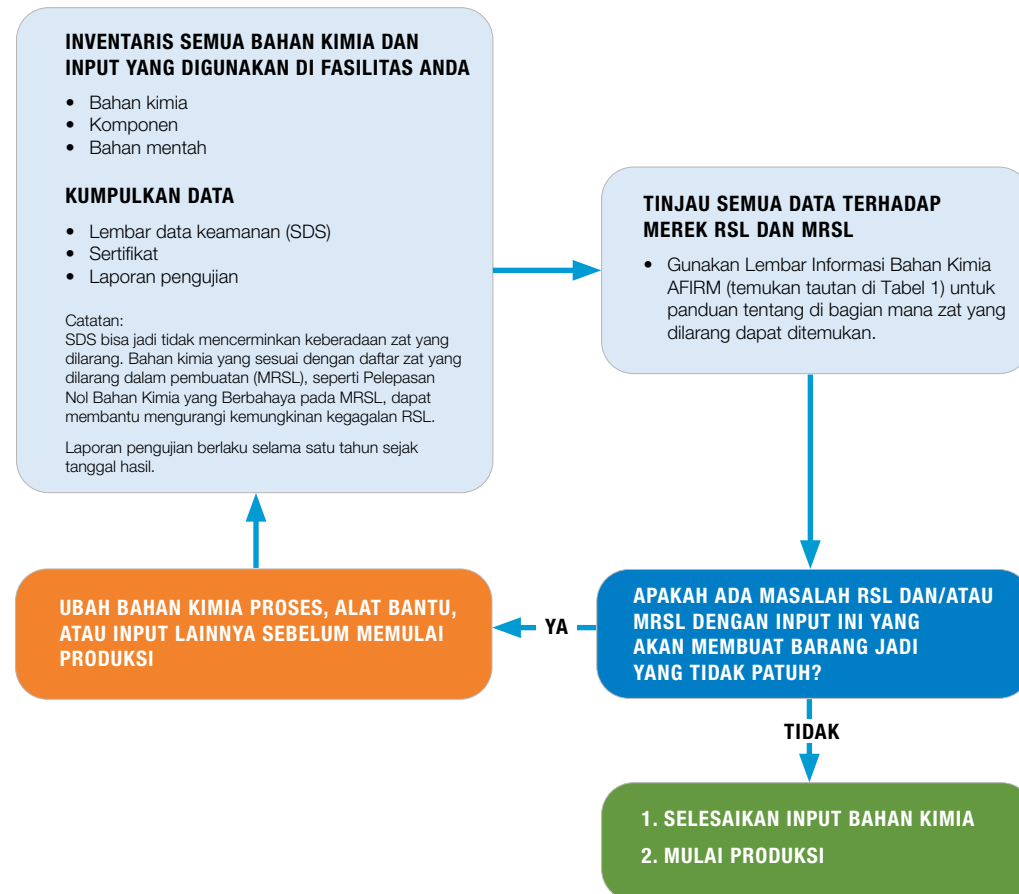 INVENTARIS SEMUA BAHAN KIMIA DAN
INPUT YANG DIGUNAKAN DI FASILITAS ANDA
• Bahan kimia
• Komponen
• Bahan mentah
KUMPULKAN DATA
• Lembar data keamanan (SDS)
• Sertifikat
• Laporan pengujian
Catatan:
SDS bisa jadi tidak mencerminkan keberadaan zat yang
dilarang. Bahan kimia yang sesuai dengan daftar zat yang
dilarang dalam pembuatan (MRSL), seperti Pelepasan
Nol Bahan Kimia yang Berbahaya pada MRSL, dapat
membantu mengurangi kemungkinan kegagalan RSL.
Laporan pengujian berlaku selama satu tahun sejak
tanggal hasil.
TINJAU SEMUA DATA TERHADAP
MEREK RSL DAN MRSL
• Gunakan Lembar Informasi Bahan Kimia
AFIRM (temukan tautan di Tabel 1) untuk
panduan tentang di bagian mana zat yang
dilarang dapat ditemukan.
APAKAH ADA MASALAH RSL DAN/ATAU
MRSL DENGAN INPUT INI YANG
AKAN MEMBUAT BARANG JADI
YANG TIDAK PATUH?
YA
UBAH BAHAN KIMIA PROSES, ALAT BANTU,
ATAU INPUT LAINNYA SEBELUM MEMULAI
PRODUKSI
TIDAK
1. SELESAIKAN INPUT BAHAN KIMIA
2. MULAI PRODUKSI